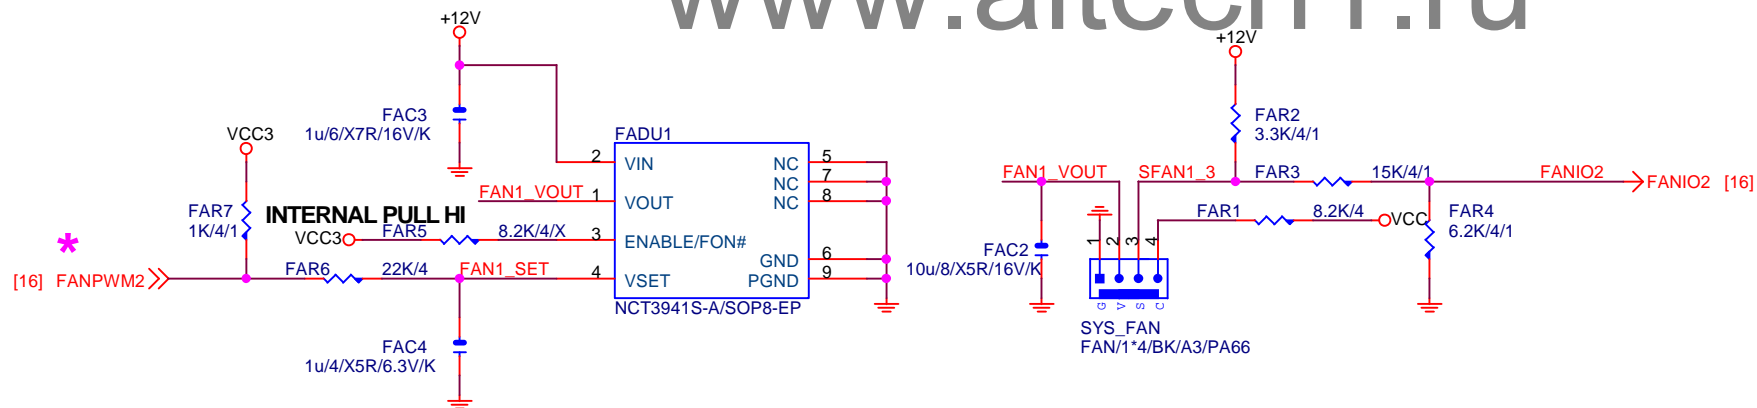 www.altech1.ru
+12V
FAC3
1u/6/X7R/16V/K
VCC3
FAR7
1K/4/1
INTERNAL PULL HI
VCC3
FAR5
8.2K/4/X
*
[16] FANPWM2
FAR6
22K/4
FAN1_SET
FAC4
1u/4/X5R/6.3V/K
FAN1_VOUT
FADU1
2 VIN NC 5
NC 7
1 VOUT NC 8
3 ENABLE/FON#
GND 6
4 VSET PGND 9
NCT3941S-A/SOP8-EP
+12V
FAR2
3.3K/4/1
FAN1_VOUT
SFAN1_3
FAR3
15K/4/1
FANIO2
FANIO2 [16]
FAR1
8.2K/4
VCC
FAR4
6.2K/4/1
FAC2
10u/8/X5R/16V/K
1 2 3 4
G V S C
SYS_FAN
FAN/1*4/BK/A3/PA66